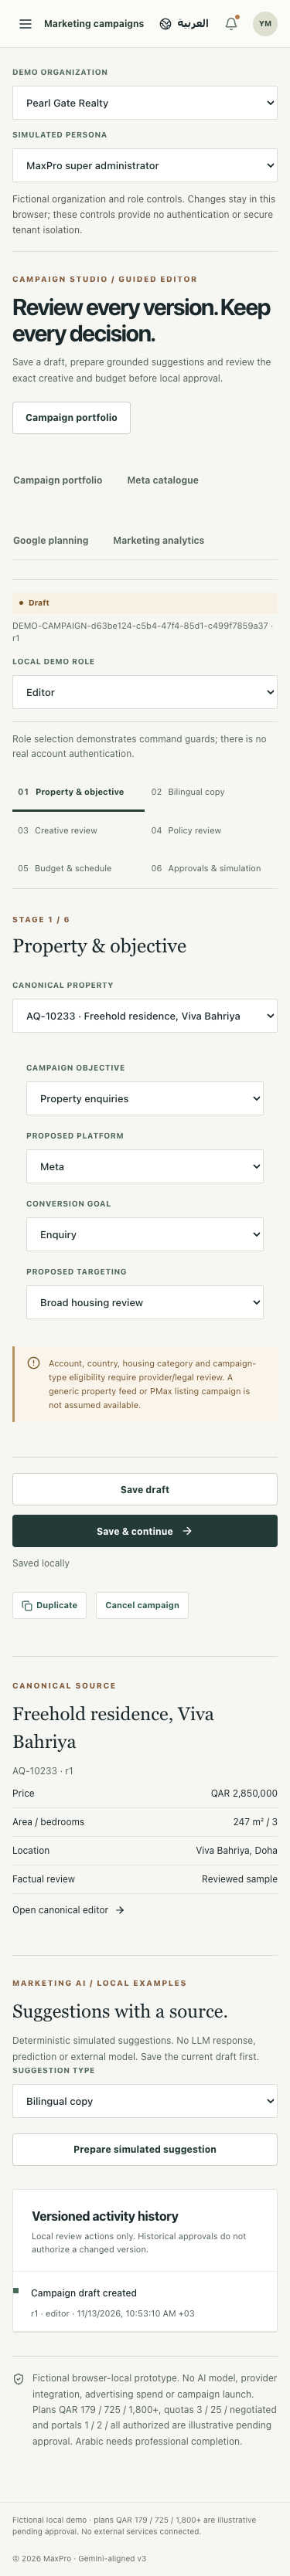 Marketing campaigns
العربية
YM
DEMO ORGANIZATION
Pearl Gate Realty
SIMULATED PERSONA
MaxPro super administrator
Fictional organization and role controls. Changes stay in this
browser; these controls provide no authentication or secure
tenant isolation.
CAMPAIGN STUDIO / GUIDED EDITOR
Review every version. Keep
every decision.
Save a draft, prepare grounded suggestions and review the
exact creative and budget before local approval.
Campaign portfolio
Campaign portfolio Meta catalogue
Google planning Marketing analytics
Draft
DEMO-CAMPAIGN-d63be124-c5b4-47f4-85d1-c499f7859a37 ·
r1
LOCAL DEMO ROLE
Editor
Role selection demonstrates command guards; there is no
real account authentication.
01 Property & objective 02 Bilingual copy
03 Creative review 04 Policy review
05 Budget & schedule 06 Approvals & simulation
STAGE 1 / 6
Property & objective
CANONICAL PROPERTY
AQ-10233 · Freehold residence, Viva Bahriya
CAMPAIGN OBJECTIVE
Property enquiries
PROPOSED PLATFORM
Meta
CONVERSION GOAL
Enquiry
PROPOSED TARGETING
Broad housing review
Account, country, housing category and campaign-
type eligibility require provider/legal review. A
generic property feed or PMax listing campaign is
not assumed available.
Save draft
Save & continue →
Saved locally
Duplicate Cancel campaign
CANONICAL SOURCE
Freehold residence, Viva
Bahriya
AQ-10233 · r1
Price QAR 2,850,000
Area / bedrooms 247 m² / 3
Location Viva Bahriya, Doha
Factual review Reviewed sample
Open canonical editor →
MARKETING AI / LOCAL EXAMPLES
Suggestions with a source.
Deterministic simulated suggestions. No LLM response,
prediction or external model. Save the current draft first.
SUGGESTION TYPE
Bilingual copy
Prepare simulated suggestion
Versioned activity history
Local review actions only. Historical approvals do not
authorize a changed version.
Campaign draft created
r1 · editor · 11/13/2026, 10:53:10 AM +03
Fictional browser-local prototype. No AI model, provider
integration, advertising spend or campaign launch.
Plans QAR 179 / 725 / 1,800+, quotas 3 / 25 / negotiated
and portals 1 / 2 / all authorized are illustrative pending
approval. Arabic needs professional completion.
Fictional local demo · plans QAR 179 / 725 / 1,800+ are illustrative
pending approval. No external services connected.
© 2026 MaxPro · Gemini-aligned v3